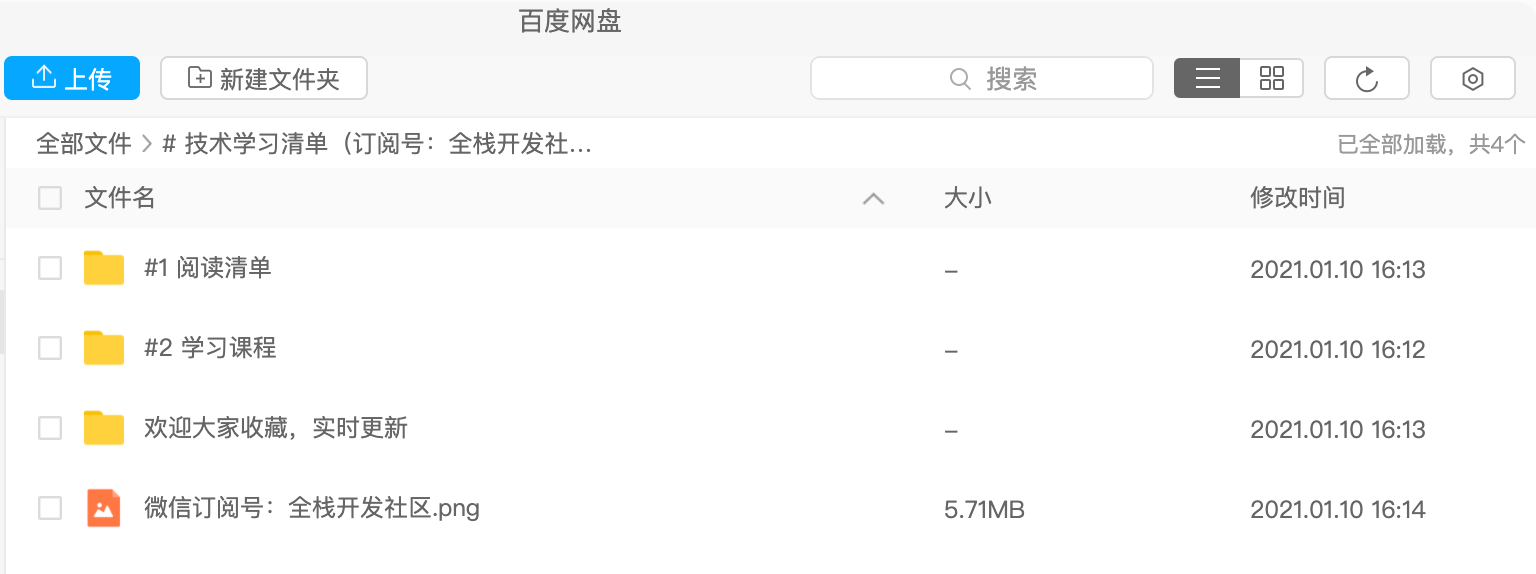 百度网盘
上传 新建文件夹 搜索
全部文件 > # 技术学习清单（订阅号：全栈开发社... 已全部加载，共4个
文件名 大小 修改时间
#1 阅读清单 – 2021.01.10 16:13
#2 学习课程 – 2021.01.10 16:12
欢迎大家收藏，实时更新 – 2021.01.10 16:13
微信订阅号：全栈开发社区.png 5.71MB 2021.01.10 16:14